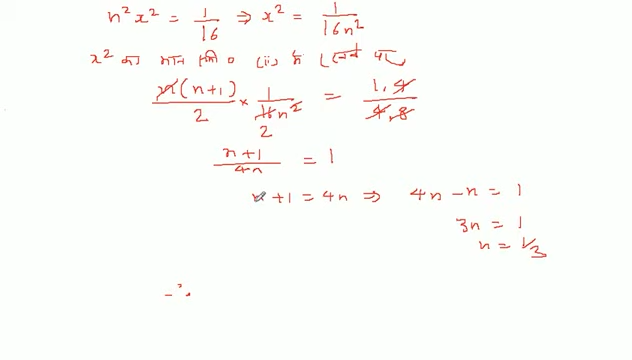 n²x² = 1/16 ⇒ x² = 1/16n²
x² का मान समी० (ii) में रखने पर,
n(n+1)/2 × 1/16n² 2 = 1.4/4.8
n+1/4n = 1
n+1 = 4n ⇒ 4n-n = 1
3n = 1
n = 1/3